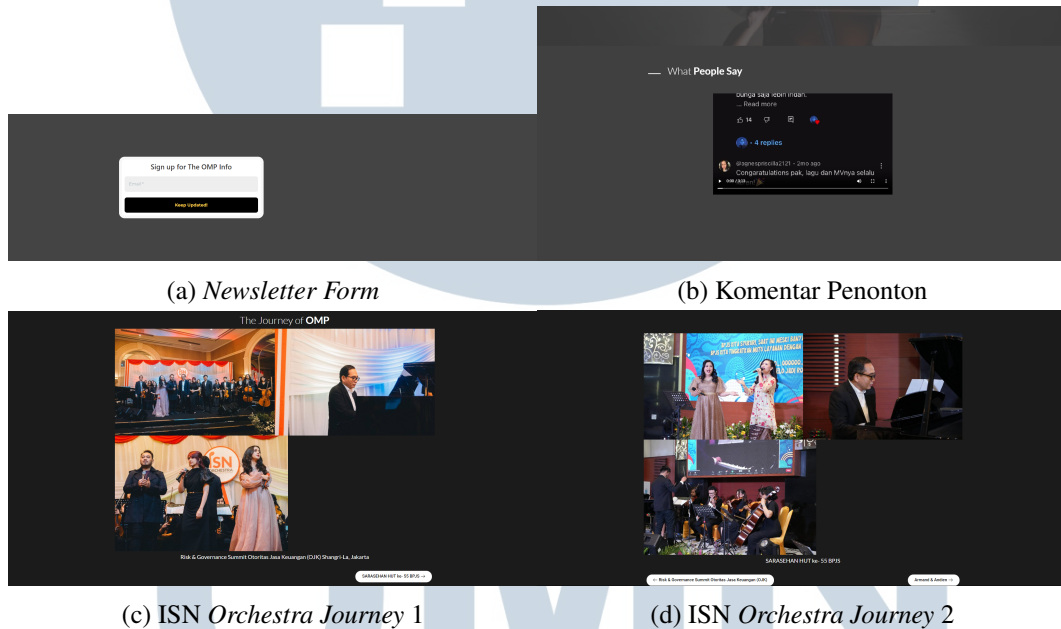 Sign up for The OMP Info
Email*
Keep Updated!
(a) Newsletter Form
What People Say
bunga saja lebih indah.
... Read more
14
4 replies
@agnespriscilla2121 • 2mo ago
Congratulations pak, lagu dan MVnya selalu
(b) Komentar Penonton
The Journey of OMP
ISN
ORCHESTRA
Risk & Governance Summit Otoritas Jasa Keuangan (OJK) Shangri-La, Jakarta
SARASEHAN HUT ke- 55 BPJS →
(c) ISN Orchestra Journey 1
SARASEHAN HUT ke- 55 BPJS
← Risk & Governance Summit Otoritas Jasa Keuangan (OJK)
Armand & Andien →
(d) ISN Orchestra Journey 2